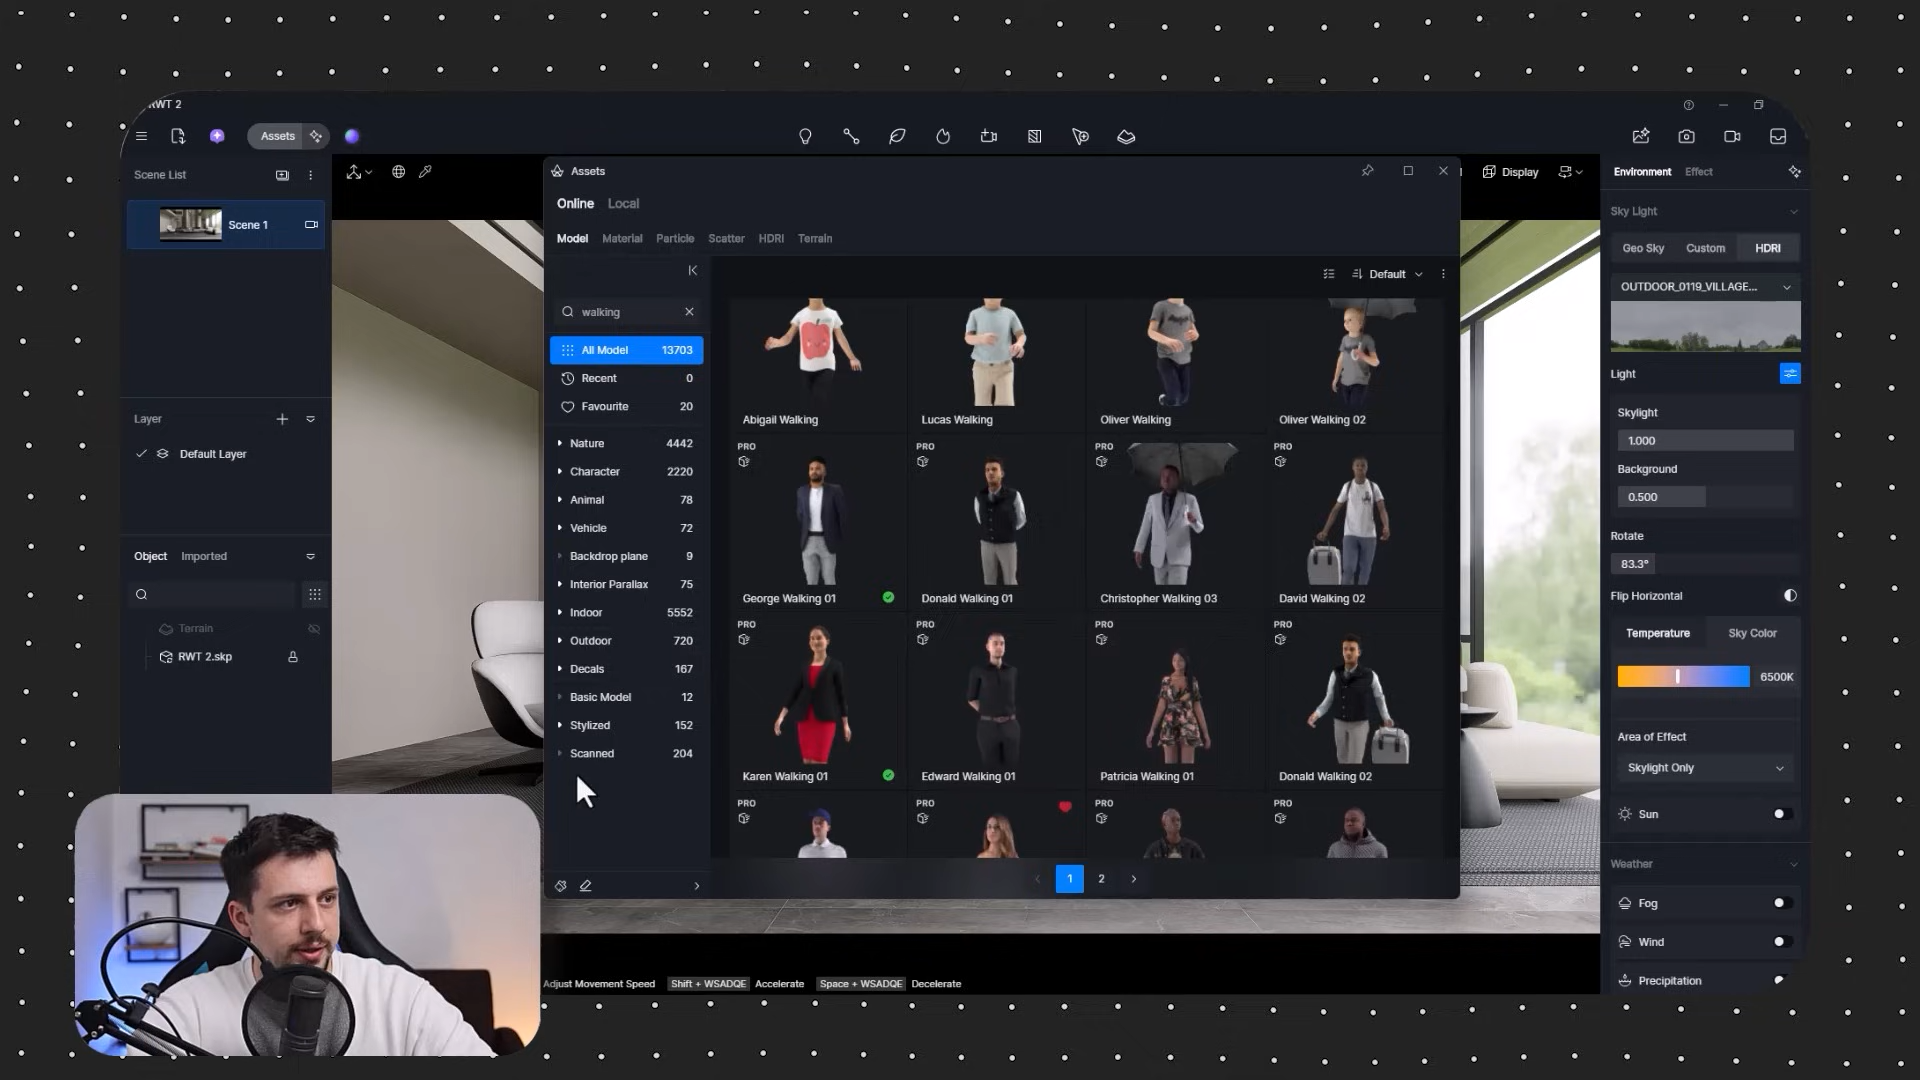 RWT 2
Assets
Scene List
Scene 1
Layer
Default Layer
Object Imported
Terrain
RWT 2.skp
Assets
Online Local
Model Material Particle Scatter HDRI Terrain
walking
All Model 13703
Recent 0
Favourite 20
Nature 4442
Character 2220
Animal 78
Vehicle 72
Backdrop plane 9
Interior Parallax 75
Indoor 5552
Outdoor 720
Decals 167
Basic Model 12
Stylized 152
Scanned 204
Default
Abigail Walking Lucas Walking Oliver Walking Oliver Walking 02
PRO PRO PRO PRO
George Walking 01 Donald Walking 01 Christopher Walking 03 David Walking 02
PRO PRO PRO PRO
Karen Walking 01 Edward Walking 01 Patricia Walking 01 Donald Walking 02
PRO PRO PRO PRO
1 2
Display
Adjust Movement Speed Shift + WSADQE Accelerate Space + WSADQE Decelerate
Environment Effect
Sky Light
Geo Sky Custom HDRI
OUTDOOR_0119_VILLAGE...
Light
Skylight
1.000
Background
0.500
Rotate
83.3°
Flip Horizontal
Temperature Sky Color
6500K
Area of Effect
Skylight Only
Sun
Weather
Fog
Wind
Precipitation